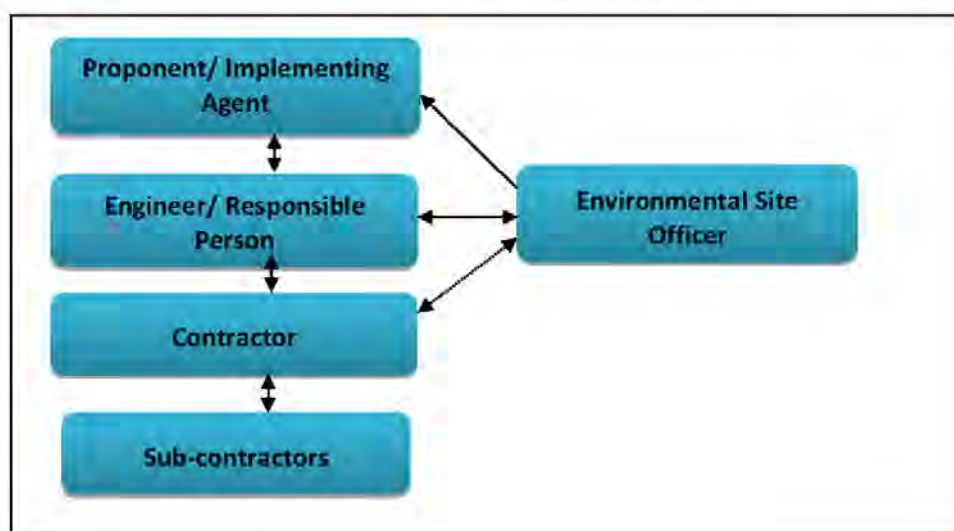 Proponent/ Implementing
Agent
Engineer/ Responsible
Person
Environmental Site
Officer
Contractor
Sub-contractors